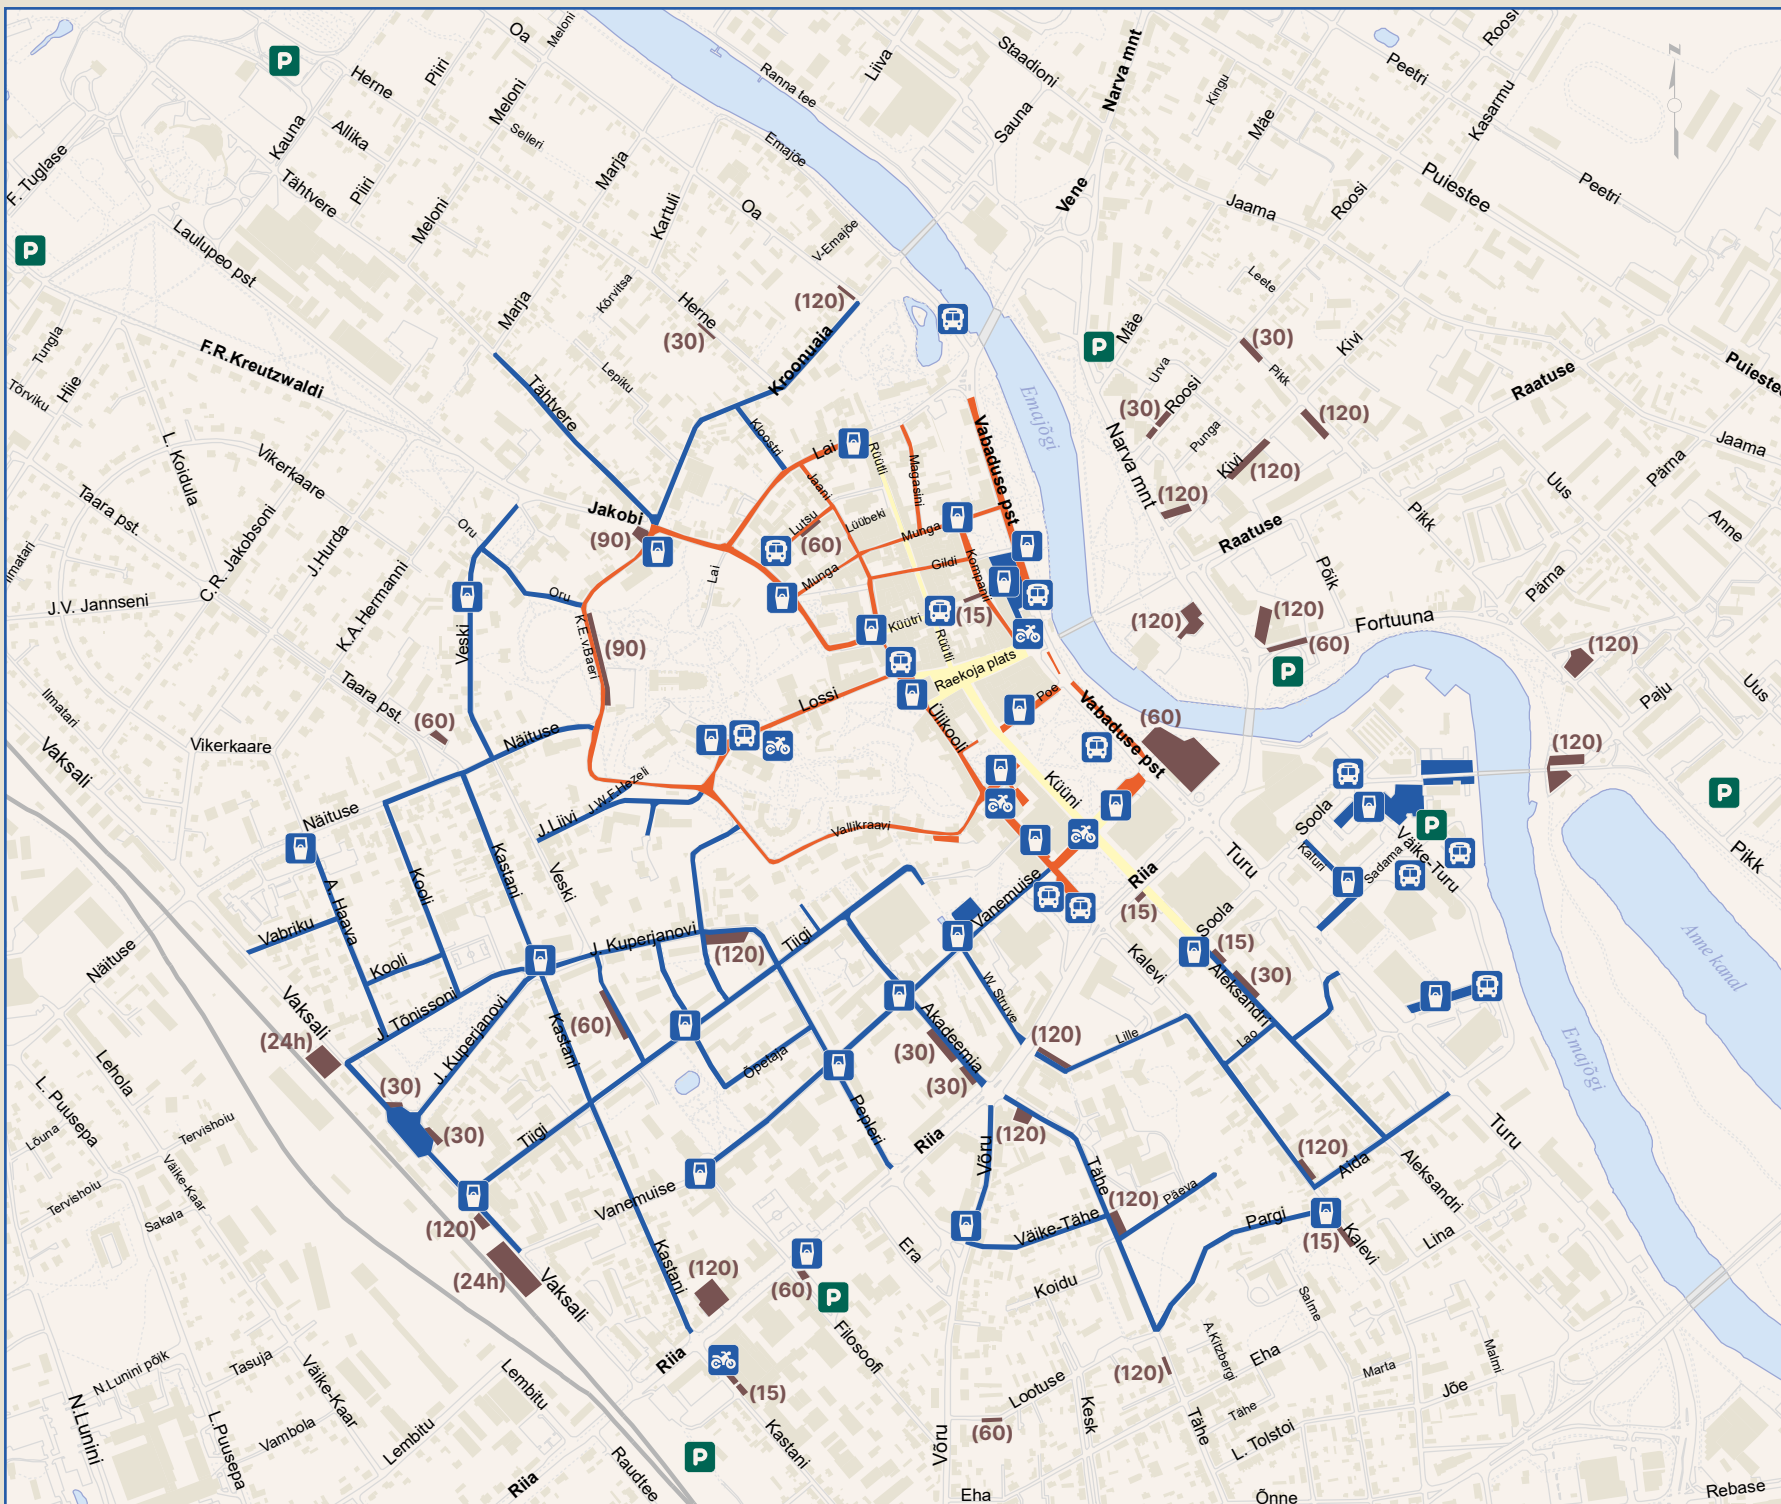 Oa
Meloni
Liiva
Staadioni
Narva mnt
Roosi
P
Herne
Piiri
Meloni
Ranna tee
Kingu
Peetri
Kauna
Allika
Selleri
Emajõe
Sauna
Mäe
Kasarmu
F. Tuglase
Tähtvere
Piiri
Marja
Kartuli
Oa
Vene
Jaama
Roosi
Puiestee
Peetri
P
Laulupeo pst
Meloni
V-Emajõe
Leete
Marja
Kõrvitsa
Herne
(120)
(30)
Kroonuaia
P
Mäe
(30)
Kivi
Tungla
Hiie
Tõrviku
F.R.Kreutzwaldi
Tähtvere
Lepiku
Emajõgi
Urva
Roosi
Pikk
Raatuse
Puiestee
(30)
(120)
L. Koidula
Vikerkaare
Kloostri
Lai
Rüütli
Magasini
Vabaduse pst
Narva mnt
Punga
Kivi
(120)
Pärna
Jaama
Taara pst.
Jaani
Uus
(120)
Jakobi
(90)
Lutsu
(60)
Lüübeki
Munga
Pikk
Anne
Oru
Raatuse
Ilmatari
C.R. Jakobsoni
J.Hurda
K.A.Hermanni
Lai
Munga
Gildi
Kompanii
Põik
Pärna
J.V. Jannseni
Oru
K.E.v.Baeri
(90)
Veski
Küütri
Rüütli
(15)
(120)
(120)
(60)
Fortuuna
(120)
P
Raekoja plats
Ilmatari
Taara pst.
(60)
Näituse
Lossi
Ülikooli
Poe
Vabaduse pst
(60)
Paju
Uus
Vaksali
Vikerkaare
(120)
J.W.F.Hezeli
Küüni
P
Näituse
J.Liivi
Vallikraavi
Soola
P
Väike-Turu
Kaluri
Sadama
Pikk
Kooli
Kastani
Veski
Riia
Turu
A. Haava
Vanemuise
(15)
Soola
Vabriku
J. Kuperjanovi
(120)
Tiigi
Kalevi
(15)
(30)
Anne kanal
Näituse
Kooli
W.Struve
Aleksandri
Vaksali
J. Tõnissoni
J. Kuperjanovi
Kastani
(60)
Akadeemia
(120)
Lille
Lao
(24h)
(30)
(30)
Õpetaja
Emajõgi
Lehola
L. Puusepa
(30)
(30)
Tiigi
Pepleri
Riia
(120)
Võru
Turu
Lõuna
Tervishoiu
Väike-Kaar
Tähe
(120)
Aida
Aleksandri
Tervishoiu
Sakala
Vanemuise
(120)
Päeva
(120)
Väike-Tähe
Pargi
(15)
Kalevi
Lina
(24h)
Vaksali
Kastani
(120)
(60)
P
Era
Koidu
Salme
Filosoofi
A.Kitzbergi
Eha
Malmi
N.Lunini põik
Tasuja
Väike-Kaar
Lembitu
Riia
(15)
Lootuse
(120)
Marta
Jõe
N.Lunini
L.Puusepa
Vambola
Lembitu
Kastani
Võru
(60)
Kesk
Tähe
Tähe
L. Tolstoi
P
Riia
Raudtee
Eha
Õnne
Rebase